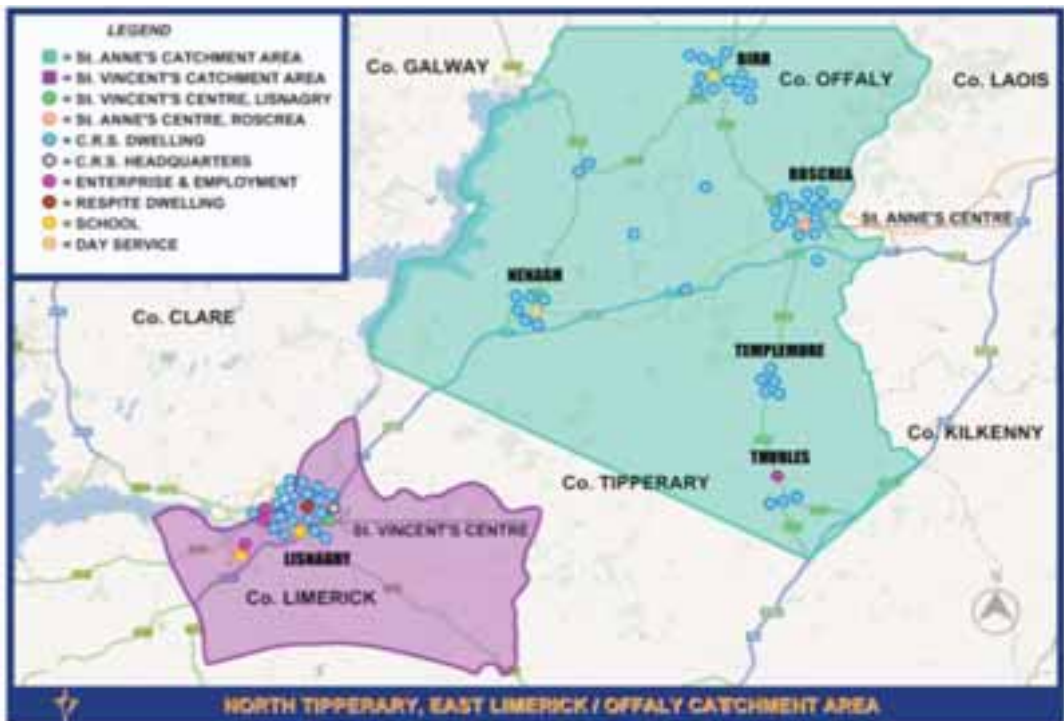 LEGEND
= St. ANNE'S CATCHMENT AREA
= St. VINCENT'S CATCHMENT AREA
= St. VINCENT'S CENTRE, LISNAGRY
= St. ANNE'S CENTRE, ROSCREA
= C.R.S. DWELLING
= C.R.S. HEADQUARTERS
= ENTERPRISE & EMPLOYMENT
= RESPITE DWELLING
= SCHOOL
= DAY SERVICE
Co. GALWAY
BIRR
Co. OFFALY
Co. LAOIS
ROSCREA
St. ANNE'S CENTRE
NENAGH
Co. CLARE
TEMPLEMORE
Co. KILKENNY
THURLES
Co. TIPPERARY
St. VINCENT'S CENTRE
LISNAGRY
Co. LIMERICK
NORTH TIPPERARY, EAST LIMERICK / OFFALY CATCHMENT AREA